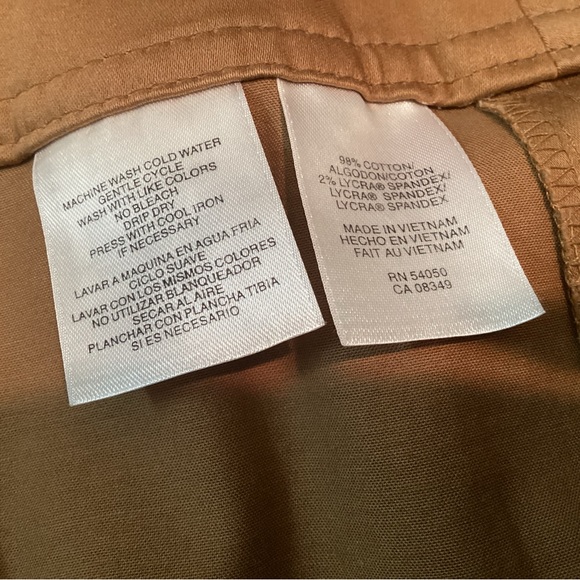 MACHINE WASH COLD WATER
GENTLE CYCLE
WASH WITH LIKE COLORS
NO BLEACH
DRIP DRY
PRESS WITH COOL IRON
IF NECESSARY
LAVAR A MAQUINA EN AGUA FRIA
CICLO SUAVE
LAVAR CON LOS MISMOS COLORES
NO UTILIZAR BLANQUEADOR
SECAR AL AIRE
PLANCHAR CON PLANCHA TIBIA
SI ES NECESARIO
98% COTTON/
ALGODON/COTON
2% LYCRA® SPANDEX/
LYCRA® SPANDEX/
LYCRA® SPANDEX
MADE IN VIETNAM
HECHO EN VIETNAM
FAIT AU VIETNAM
RN 54050
CA 08349